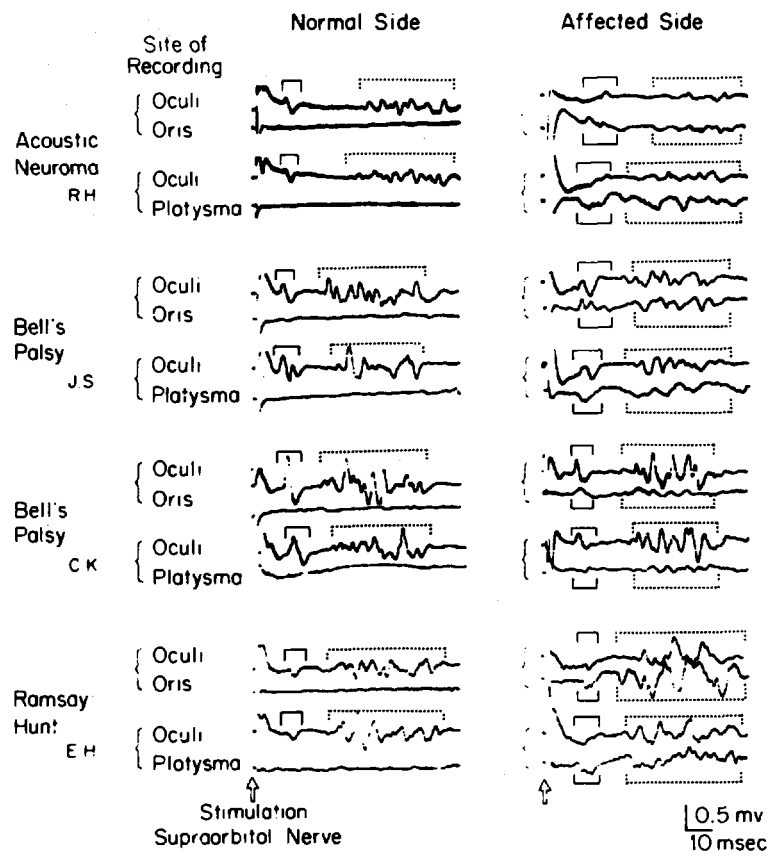 Normal Side Affected Side
Site of
Recording
Acoustic
Neuroma
RH
Oculi
Oris
Oculi
Platysma
Bell's
Palsy
J.S
Oculi
Oris
Oculi
Platysma
Bell's
Palsy
C K
Oculi
Oris
Oculi
Platysma
Ramsay
Hunt
E H
Oculi
Oris
Oculi
Platysma
Stimulation
Supraorbital Nerve
0.5 mv
10 msec